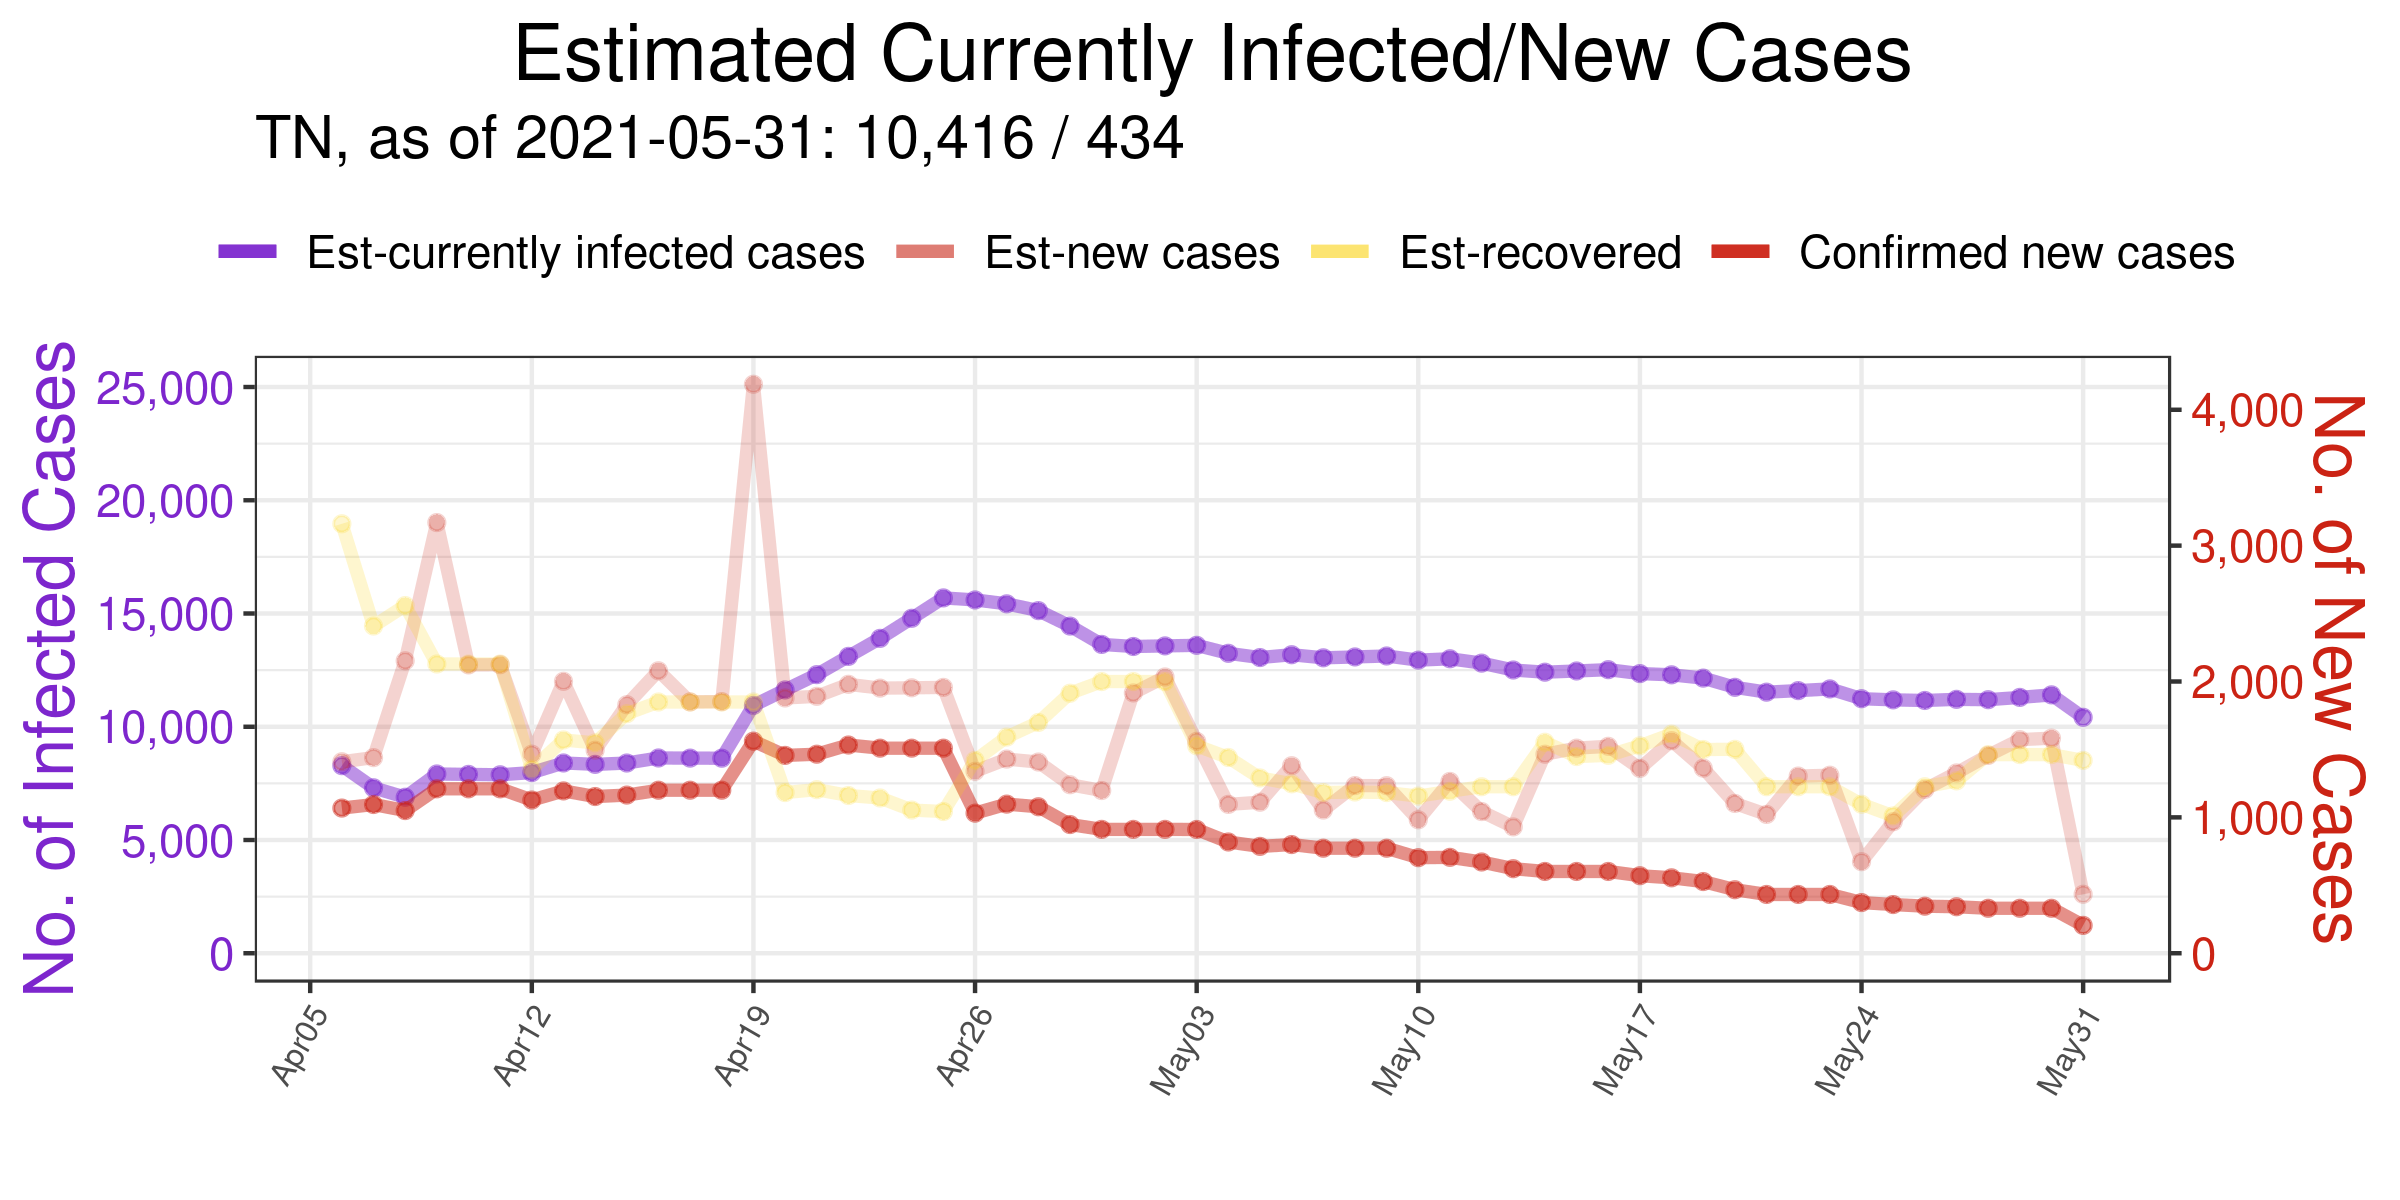 Estimated Currently Infected/New Cases
TN, as of 2021-05-31: 10,416 / 434
Est-currently infected cases Est-new cases Est-recovered Confirmed new cases
No. of Infected Cases
25,000
20,000
15,000
10,000
5,000
0
4,000
3,000
2,000
1,000
0
No. of New Cases
Apr05 Apr12 Apr19 Apr26 May03 May10 May17 May24 May31